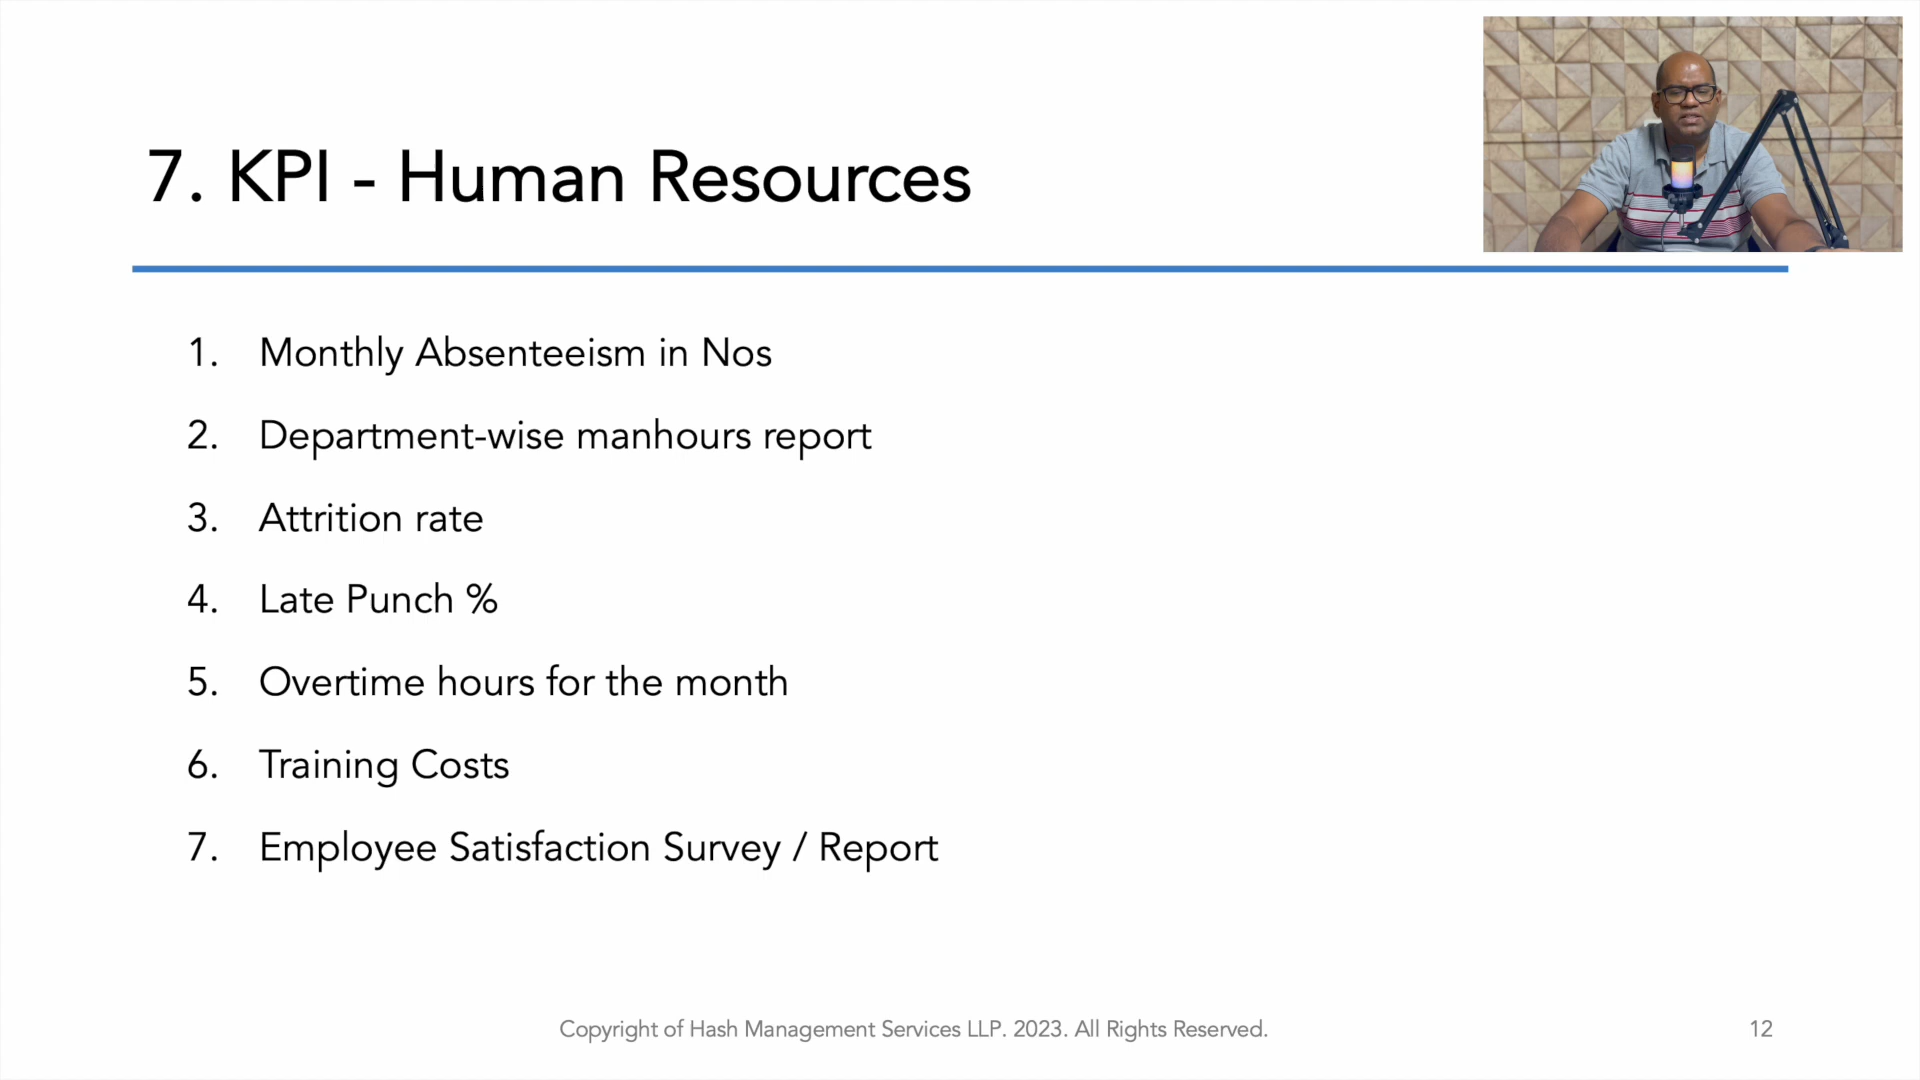 7. KPI - Human Resources
1. Monthly Absenteeism in Nos
2. Department-wise manhours report
3. Attrition rate
4. Late Punch %
5. Overtime hours for the month
6. Training Costs
7. Employee Satisfaction Survey / Report
Copyright of Hash Management Services LLP. 2023. All Rights Reserved.
12